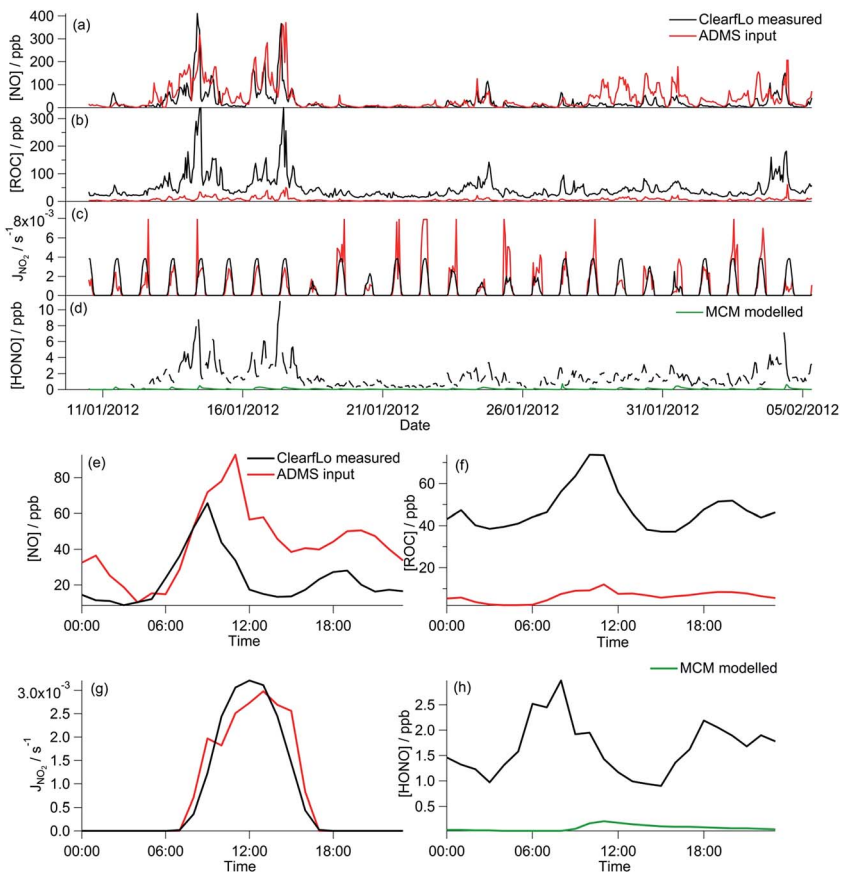 (a)
ClearfLo measured
ADMS input
[NO] / ppb
400
300
200
100
0
(b)
[ROC] / ppb
300
200
100
0
(c)
J_NO₂ / s⁻¹
8x10⁻³
6
4
2
0
(d)
MCM modelled
[HONO] / ppb
10
8
6
4
2
0
11/01/2012 16/01/2012 21/01/2012 26/01/2012 31/01/2012 05/02/2012
Date
(e)
ClearfLo measured
ADMS input
[NO] / ppb
80
60
40
20
00:00 06:00 12:00 18:00
Time
(f)
[ROC] / ppb
60
40
20
00:00 06:00 12:00 18:00
Time
(g)
J_NO₂ / s⁻¹
3.0x10⁻³
2.5
2.0
1.5
1.0
0.5
0.0
00:00 06:00 12:00 18:00
Time
MCM modelled
(h)
[HONO] / ppb
2.5
2.0
1.5
1.0
0.5
00:00 06:00 12:00 18:00
Time